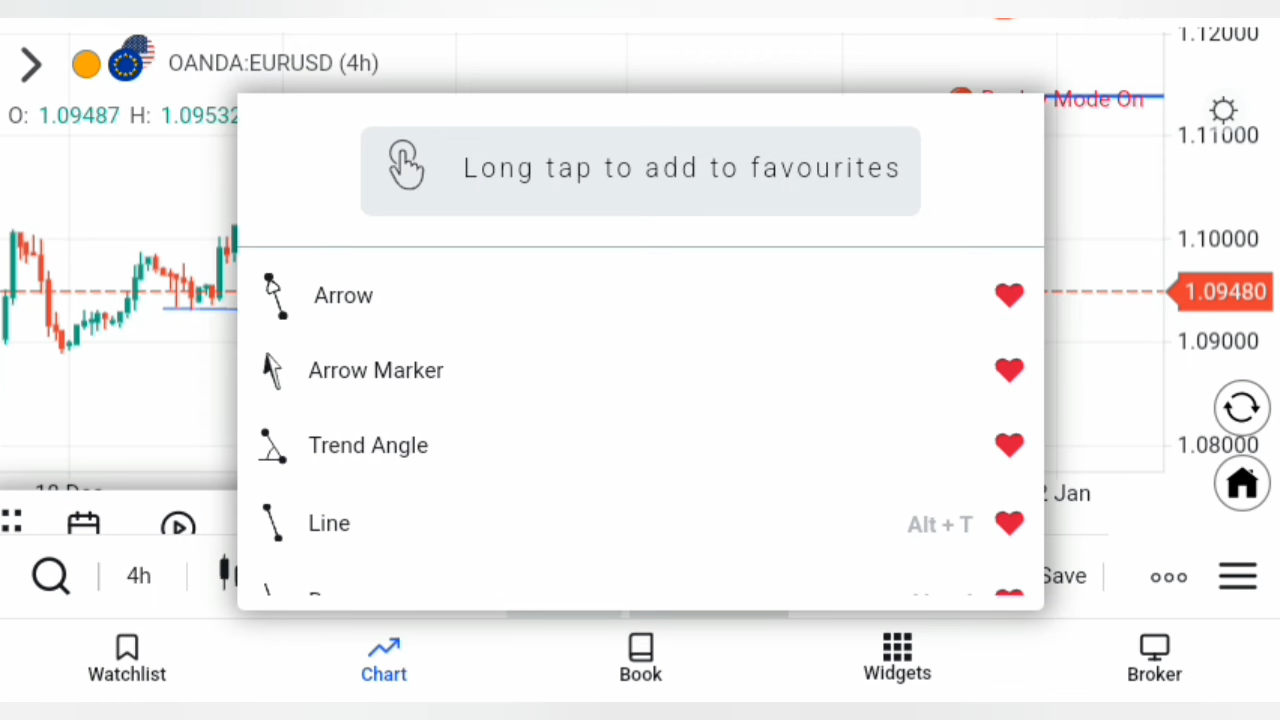 1.12000
OANDA:EURUSD (4h)
Mode On
O: 1.09487 H: 1.09532
1.11000
Long tap to add to favourites
1.10000
Arrow
1.09480
1.09000
Arrow Marker
Trend Angle
1.08000
Jan
Line
Alt + T
4h
Save
Watchlist
Chart
Book
Widgets
Broker